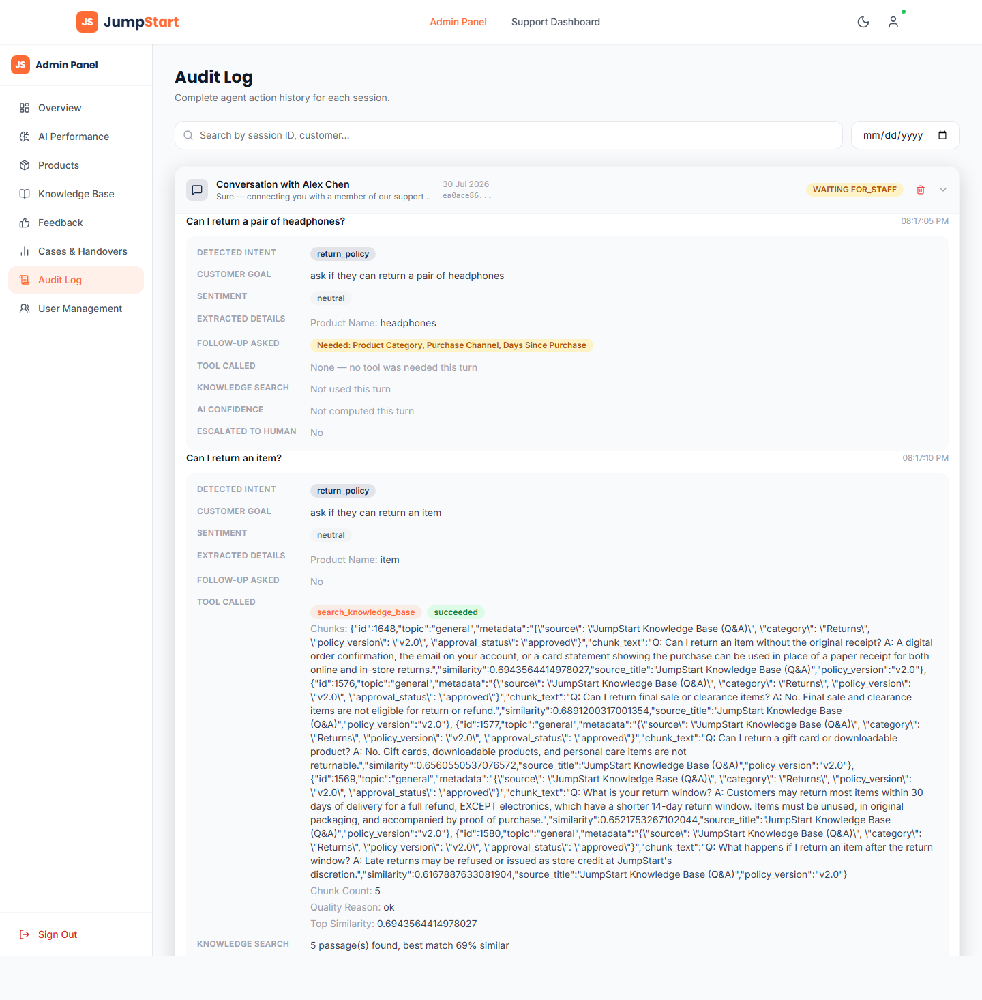 JS JumpStart
Admin Panel
Support Dashboard
JS Admin Panel
Overview
AI Performance
Products
Knowledge Base
Feedback
Cases & Handovers
Audit Log
User Management
Sign Out
Audit Log
Complete agent action history for each session.
Search by session ID, customer...
mm/dd/yyyy
Conversation with Alex Chen
Sure — connecting you with a member of our support ...
30 Jul 2026
ea0ace86...
WAITING FOR_STAFF
Can I return a pair of headphones?
08:17:05 PM
DETECTED INTENT return_policy
CUSTOMER GOAL ask if they can return a pair of headphones
SENTIMENT neutral
EXTRACTED DETAILS Product Name: headphones
FOLLOW-UP ASKED Needed: Product Category, Purchase Channel, Days Since Purchase
TOOL CALLED None — no tool was needed this turn
KNOWLEDGE SEARCH Not used this turn
AI CONFIDENCE Not computed this turn
ESCALATED TO HUMAN No
Can I return an item?
08:17:10 PM
DETECTED INTENT return_policy
CUSTOMER GOAL ask if they can return an item
SENTIMENT neutral
EXTRACTED DETAILS Product Name: item
FOLLOW-UP ASKED No
TOOL CALLED
search_knowledge_base succeeded
Chunks: {"id":1648,"topic":"general","metadata":"{\"source\": \"JumpStart Knowledge Base (Q&A)\", \"category\": \"Returns\",
\"policy_version\": \"v2.0\", \"approval_status\": \"approved\"}","chunk_text":"Q: Can I return an item without the original receipt? A: A digital
order confirmation, the email on your account, or a card statement showing the purchase can be used in place of a paper receipt for both
online and in-store returns.","similarity":0.6943564414978027,"source_title":"JumpStart Knowledge Base (Q&A)","policy_version":"v2.0"},
{"id":1576,"topic":"general","metadata":"{\"source\": \"JumpStart Knowledge Base (Q&A)\", \"category\": \"Returns\", \"policy_version\":
\"v2.0\", \"approval_status\": \"approved\"}","chunk_text":"Q: Can I return final sale or clearance items? A: No. Final sale and clearance
items are not eligible for return or refund.","similarity":0.6891200317001354,"source_title":"JumpStart Knowledge Base
(Q&A)","policy_version":"v2.0"}, {"id":1577,"topic":"general","metadata":"{\"source\": \"JumpStart Knowledge Base (Q&A)\", \"category\":
\"Returns\", \"policy_version\": \"v2.0\", \"approval_status\": \"approved\"}","chunk_text":"Q: Can I return a gift card or downloadable
product? A: No. Gift cards, downloadable products, and personal care items are not
returnable.","similarity":0.6560550537076572,"source_title":"JumpStart Knowledge Base (Q&A)","policy_version":"v2.0"},
{"id":1569,"topic":"general","metadata":"{\"source\": \"JumpStart Knowledge Base (Q&A)\", \"category\": \"Returns\", \"policy_version\":
\"v2.0\", \"approval_status\": \"approved\"}","chunk_text":"Q: What is your return window? A: Customers may return most items within 30
days of delivery for a full refund, EXCEPT electronics, which have a shorter 14-day return window. Items must be unused, in original
packaging, and accompanied by proof of purchase.","similarity":0.6521753267102044,"source_title":"JumpStart Knowledge Base
(Q&A)","policy_version":"v2.0"}, {"id":1580,"topic":"general","metadata":"{\"source\": \"JumpStart Knowledge Base (Q&A)\", \"category\":
\"Returns\", \"policy_version\": \"v2.0\", \"approval_status\": \"approved\"}","chunk_text":"Q: What happens if I return an item after the return
window? A: Late returns may be refused or issued as store credit at JumpStart's
discretion.","similarity":0.6167887633081904,"source_title":"JumpStart Knowledge Base (Q&A)","policy_version":"v2.0"}
Chunk Count: 5
Quality Reason: ok
Top Similarity: 0.6943564414978027
KNOWLEDGE SEARCH 5 passage(s) found, best match 69% similar